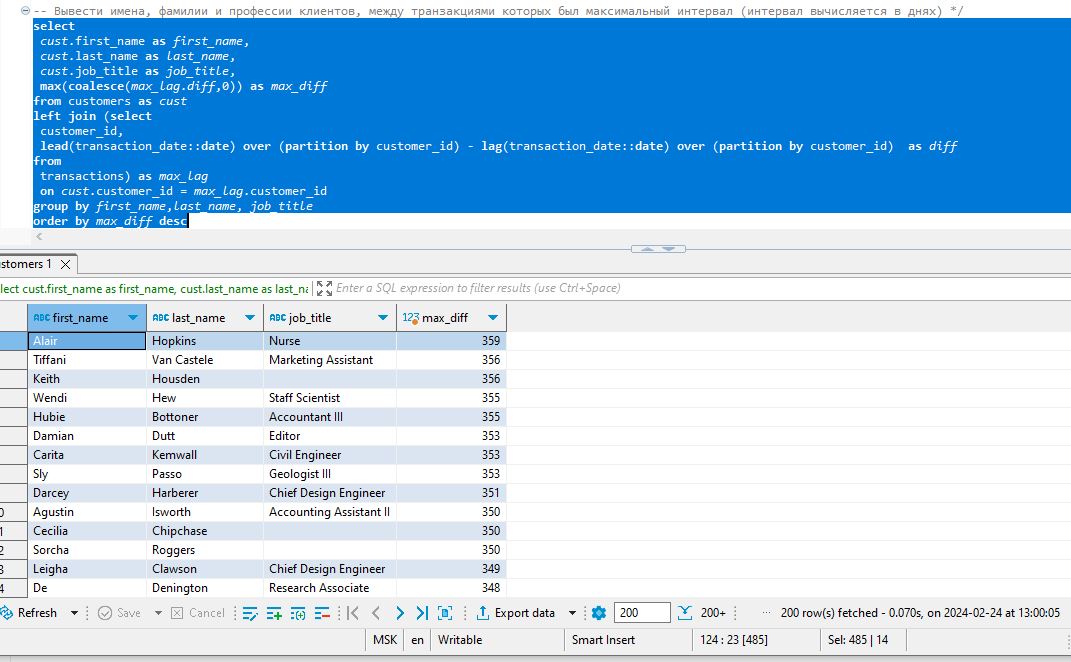 -- Вывести имена, фамилии и профессии клиентов, между транзакциями которых был максимальный интервал (интервал вычисляется в днях) */
select
cust.first_name as first_name,
cust.last_name as last_name,
cust.job_title as job_title,
max(coalesce(max_lag.diff,0)) as max_diff
from customers as cust
left join (select
customer_id,
lead(transaction_date::date) over (partition by customer_id) - lag(transaction_date::date) over (partition by customer_id)  as diff
from
transactions) as max_lag
on cust.customer_id = max_lag.customer_id
group by first_name,last_name, job_title
order by max_diff desc
stomers 1
lect cust.first_name as first_name, cust.last_name as last_na Enter a SQL expression to filter results (use Ctrl+Space)
ABC first_name ABC last_name ABC job_title 123 max_diff
Alair Hopkins Nurse 359
Tiffani Van Castele Marketing Assistant 356
Keith Housden 356
Wendi Hew Staff Scientist 355
Hubie Bottoner Accountant III 355
Damian Dutt Editor 353
Carita Kemwall Civil Engineer 353
Sly Passo Geologist III 353
Darcey Harberer Chief Design Engineer 351
0 Agustin Isworth Accounting Assistant II 350
1 Cecilia Chipchase 350
2 Sorcha Roggers 350
3 Leigha Clawson Chief Design Engineer 349
4 De Denington Research Associate 348
Refresh Save Cancel Export data 200 200+ ... 200 row(s) fetched - 0.070s, on 2024-02-24 at 13:00:05
MSK en Writable Smart Insert 124 : 23 [485] Sel: 485 | 14